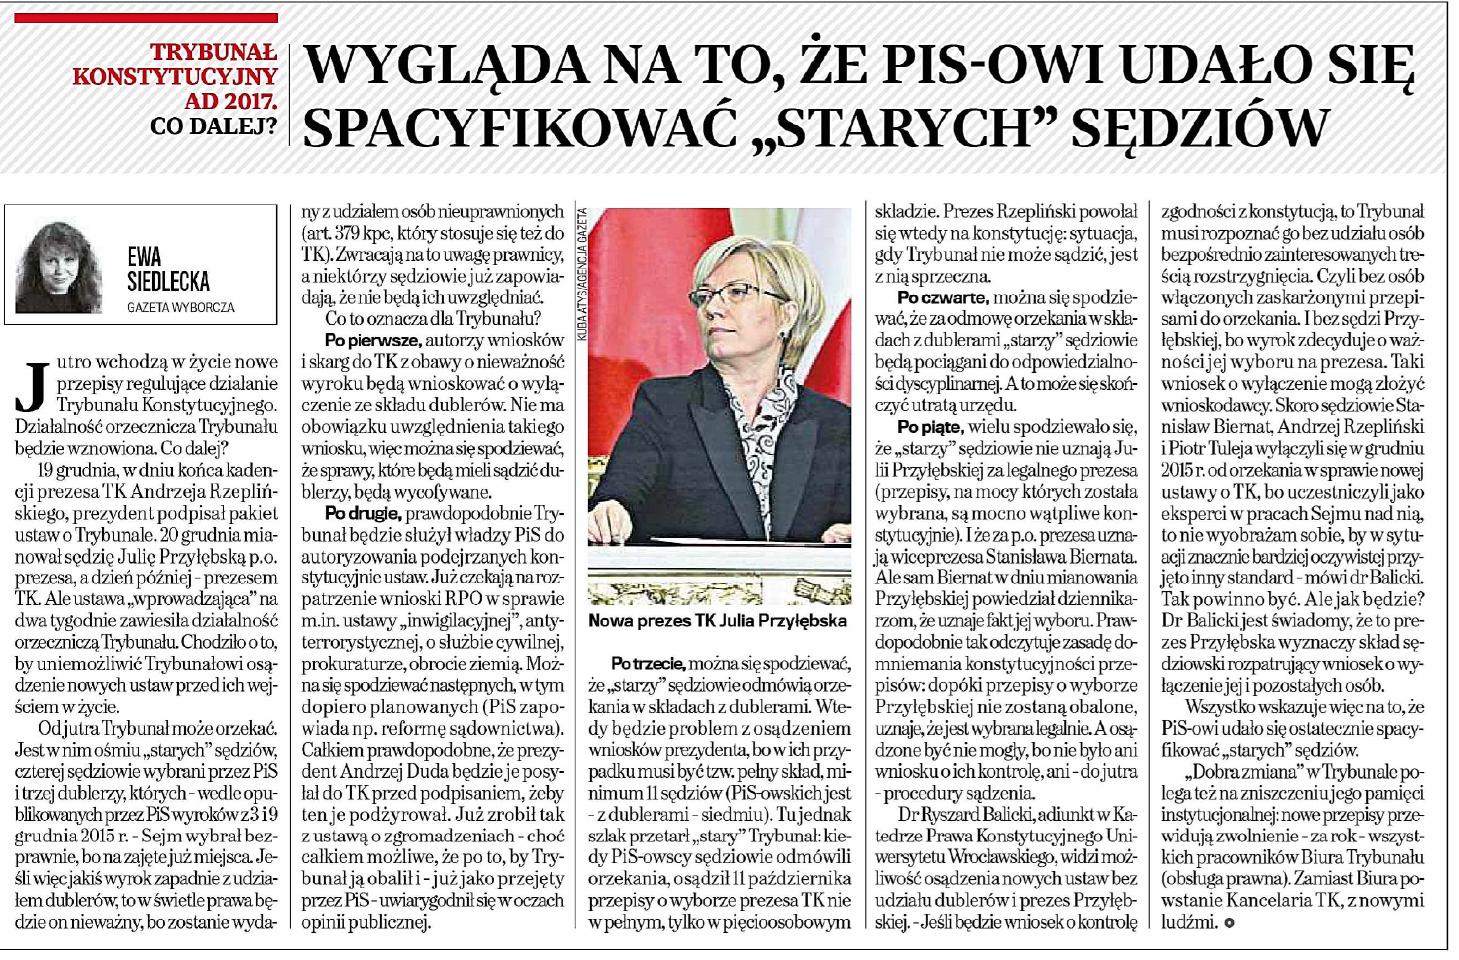 TRYBUNAŁ
KONSTYTUCYJNY
AD 2017.
CO DALEJ?
WYGLĄDA NA TO, ŻE PIS-OWI UDAŁO SIĘ
SPACYFIKOWAĆ „STARYCH” SĘDZIÓW
EWA
SIEDLECKA
GAZETA WYBORCZA
Jutro wchodzą w życie nowe
przepisy regulujące działanie
Trybunału Konstytucyjnego.
Działalność orzecznicza Trybunału
będzie wznowiona. Co dalej?
19 grudnia, w dniu końca kaden-
cji prezesa TK Andrzeja Rzepliń-
skiego, prezydent podpisał pakiet
ustaw o Trybunale. 20 grudnia mia-
nował sędzię Julię Przyłębską p.o.
prezesa, a dzień później - prezesem
TK. Ale ustawa „wprowadzająca” na
dwa tygodnie zawiesiła działalność
orzeczniczą Trybunału. Chodziło o to,
by uniemożliwić Trybunałowi osą-
dzenie nowych ustaw przed ich wej-
ściem w życie.
Od jutra Trybunał może orzekać.
Jest w nim ośmiu „starych” sędziów,
czterej sędziowie wybrani przez PiS
i trzej dublerzy, których - wedle opu-
blikowanych przez PiS wyroków z 3 i 9
grudnia 2015 r. - Sejm wybrał bez-
prawnie, bo na zajęte już miejsca. Je-
śli więc jakiś wyrok zapadnie z udzia-
łem dublerów, to w świetle prawa bę-
dzie on nieważny, bo zostanie wyda-
ny z udziałem osób nieuprawnionych
(art. 379 kpc, który stosuje się też do
TK). Zwracają na to uwagę prawnicy,
a niektórzy sędziowie już zapowia-
dają, że nie będą ich uwzględniać.
Co to oznacza dla Trybunału?
Po pierwsze, autorzy wniosków
i skarg do TK z obawy o nieważność
wyroku będą wnioskować o wyłą-
czenie ze składu dublerów. Nie ma
obowiązku uwzględnienia takiego
wniosku, więc można się spodziewać,
że sprawy, które będą mieli sądzić du-
blerzy, będą wycofywane.
Po drugie, prawdopodobnie Try-
bunał będzie służył władzy PiS do
autoryzowania podejrzanych kon-
stytucyjnie ustaw. Już czekają na roz-
patrzenie wnioski RPO w sprawie
m.in. ustawy „inwigilacyjnej”, anty-
terrorystycznej, o służbie cywilnej,
prokuraturze, obrocie ziemią. Moż-
na się spodziewać następnych, w tym
dopiero planowanych (PiS zapo-
wiada np. reformę sądownictwa).
Całkiem prawdopodobne, że prezy-
dent Andrzej Duda będzie je posy-
łał do TK przed podpisaniem, żeby
ten je podżyrował. Już zrobił tak
z ustawą o zgromadzeniach - choć
całkiem możliwe, że po to, by Try-
bunał ją obalił i - już jako przejęty
przez PiS - uwiarygodnił się w oczach
opinii publicznej.
KUBA ATYS/AGENCJA GAZETA
Nowa prezes TK Julia Przyłębska
Po trzecie, można się spodziewać,
że „starzy” sędziowie odmówią orze-
kania w składach z dublerami. Wte-
dy będzie problem z osądzeniem
wniosków prezydenta, bo w ich przy-
padku musi być tzw. pełny skład, mi-
nimum 11 sędziów (PiS-owskich jest
- z dublerami - siedmiu). Tu jednak
szlak przetarł „stary” Trybunał: kie-
dy PiS-owscy sędziowie odmówili
orzekania, osądził 11 października
przepisy o wyborze prezesa TK nie
w pełnym, tylko w pięcioosobowym
składzie. Prezes Rzepliński powołał
się wtedy na konstytucję: sytuacja,
gdy Trybunał nie może sądzić, jest
z nią sprzeczna.
Po czwarte, można się spodzie-
wać, że za odmowę orzekania w skła-
dach z dublerami „starzy” sędziowie
będą pociągani do odpowiedzialno-
ści dyscyplinarnej. A to może się skoń-
czyć utratą urzędu.
Po piąte, wielu spodziewało się,
że „starzy” sędziowie nie uznają Ju-
lii Przyłębskiej za legalnego prezesa
(przepisy, na mocy których została
wybrana, są mocno wątpliwe kon-
stytucyjnie). I że za p.o. prezesa uzna-
ją wiceprezesa Stanisława Biernata.
Ale sam Biernat w dniu mianowania
Przyłębskiej powiedział dziennika-
rzom, że uznaje fakt jej wyboru. Praw-
dopodobnie tak odczytuje zasadę do-
mniemania konstytucyjności prze-
pisów: dopóki przepisy o wyborze
Przyłębskiej nie zostaną obalone,
uznaje, że jest wybrana legalnie. A osą-
dzone być nie mogły, bo nie było ani
wniosku o ich kontrolę, ani - do jutra
- procedury sądzenia.
Dr Ryszard Balicki, adiunkt w Ka-
tedrze Prawa Konstytucyjnego Uni-
wersytetu Wrocławskiego, widzi moż-
liwość osądzenia nowych ustaw bez
udziału dublerów i prezes Przyłęb-
skiej. - Jeśli będzie wniosek o kontrolę
zgodności z konstytucją, to Trybunał
musi rozpoznać go bez udziału osób
bezpośrednio zainteresowanych tre-
ścią rozstrzygnięcia. Czyli bez osób
włączonych zaskarżonymi przepi-
sami do orzekania. I bez sędzi Przy-
łębskiej, bo wyrok zdecyduje o waż-
ności jej wyboru na prezesa. Taki
wniosek o wyłączenie mogą złożyć
wnioskodawcy. Skoro sędziowie Sta-
nisław Biernat, Andrzej Rzepliński
i Piotr Tuleja wyłączyli się w grudniu
2015 r. od orzekania w sprawie nowej
ustawy o TK, bo uczestniczyli jako
eksperci w pracach Sejmu nad nią,
to nie wyobrażam sobie, by w sytu-
acji znacznie bardziej oczywistej przy-
jęto inny standard - mówi dr Balicki.
Tak powinno być. Ale jak będzie?
Dr Balicki jest świadomy, że to pre-
zes Przyłębska wyznaczy skład sę-
dziowski rozpatrujący wniosek o wy-
łączenie jej i pozostałych osób.
Wszystko wskazuje więc na to, że
PiS-owi udało się ostatecznie spacy-
fikować „starych” sędziów.
„Dobra zmiana” w Trybunale po-
lega też na zniszczeniu jego pamięci
instytucjonalnej: nowe przepisy prze-
widują zwolnienie - za rok - wszyst-
kich pracowników Biura Trybunału
(obsługa prawna). Zamiast Biura po-
wstanie Kancelaria TK, z nowymi
ludźmi.